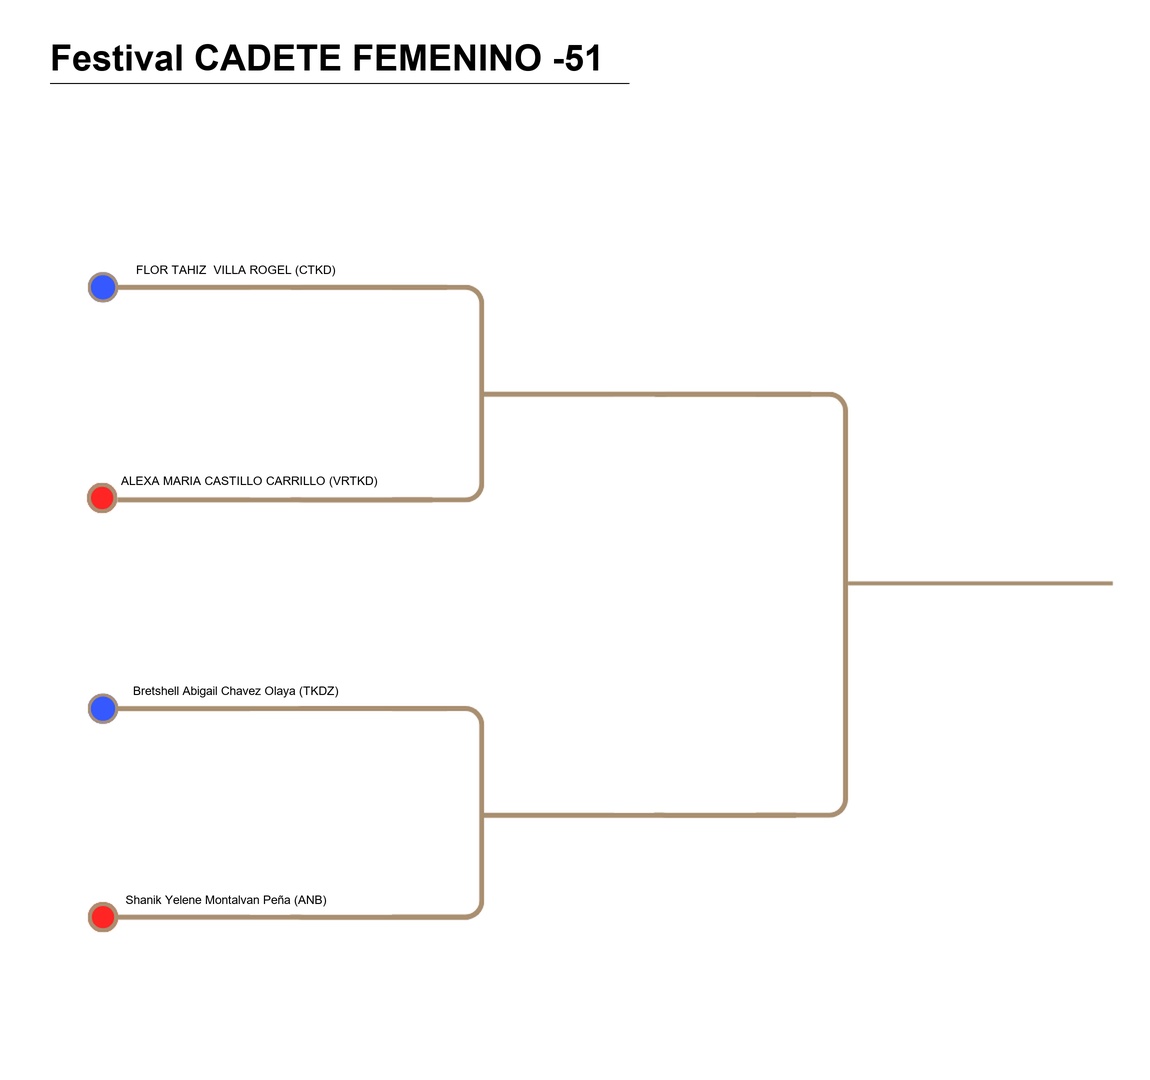 Festival CADETE FEMENINO -51
FLOR TAHIZ  VILLA ROGEL (CTKD)
ALEXA MARIA CASTILLO CARRILLO (VRTKD)
Bretshell Abigail Chavez Olaya (TKDZ)
Shanik Yelene Montalvan Peña (ANB)